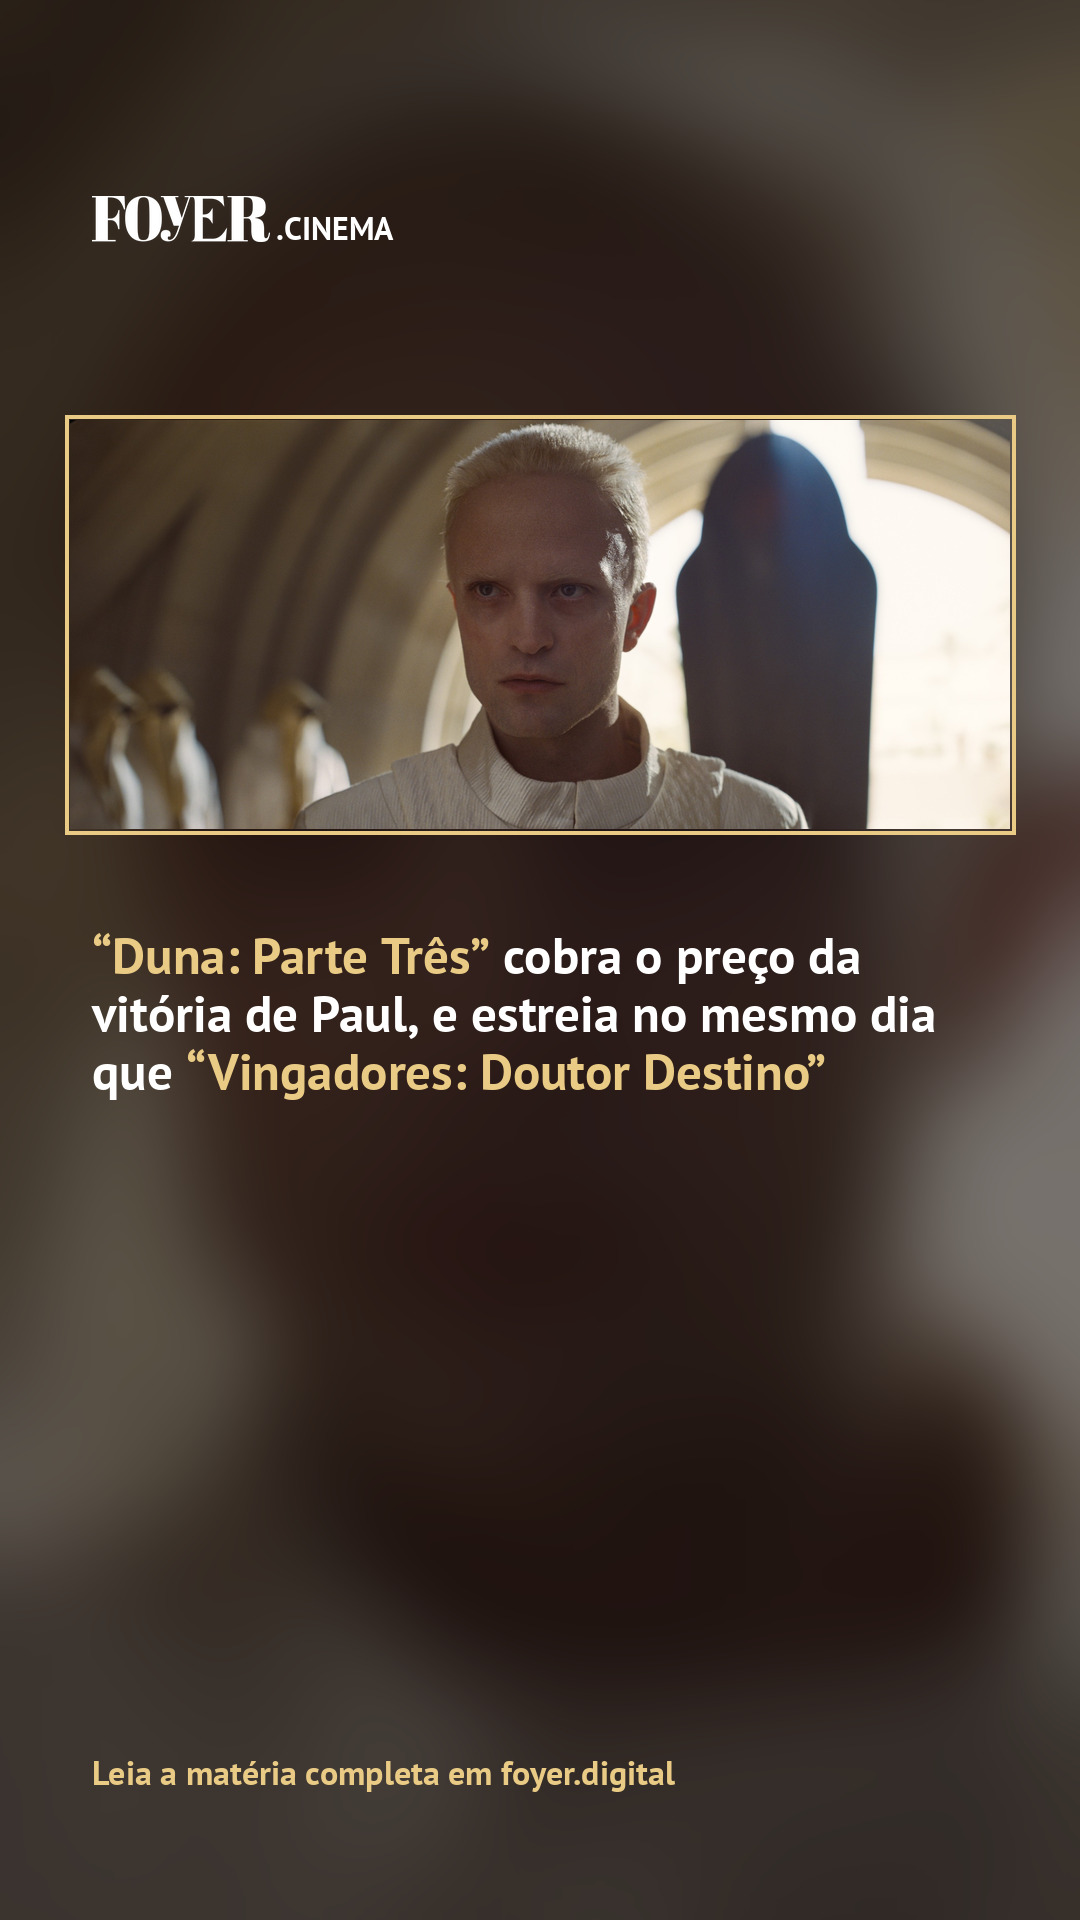 FOYER .CINEMA
“Duna: Parte Três” cobra o preço da
vitória de Paul, e estreia no mesmo dia
que “Vingadores: Doutor Destino”
Leia a matéria completa em foyer.digital